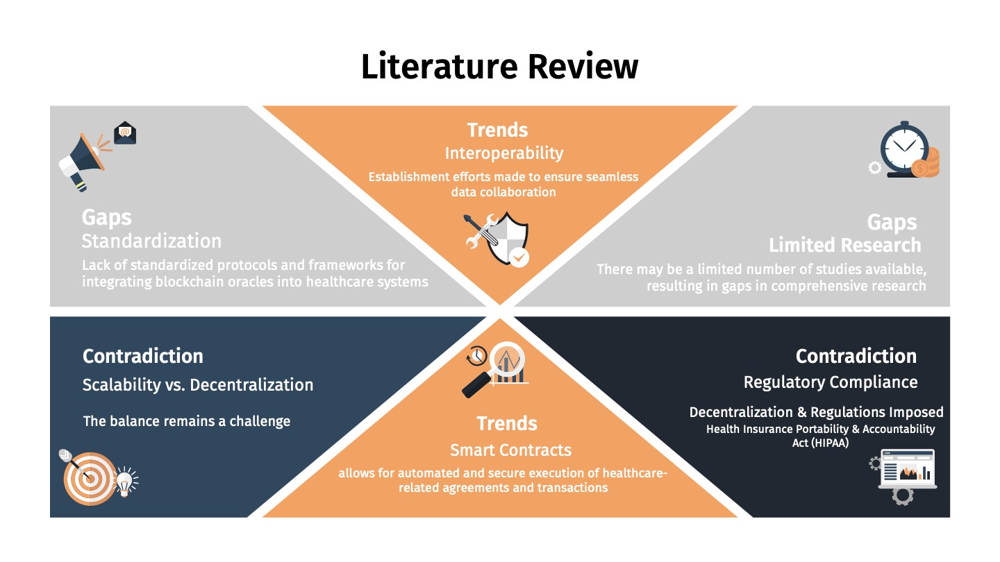 Literature Review
Trends
Interoperability
Establishment efforts made to ensure seamless
data collaboration
Gaps
Standardization
Lack of standardized protocols and frameworks for
integrating blockchain oracles into healthcare systems
Gaps
Limited Research
There may be a limited number of studies available,
resulting in gaps in comprehensive research
Contradiction
Scalability vs. Decentralization
The balance remains a challenge
Trends
Smart Contracts
allows for automated and secure execution of healthcare-
related agreements and transactions
Contradiction
Regulatory Compliance
Decentralization & Regulations Imposed
Health Insurance Portability & Accountability
Act (HIPAA)